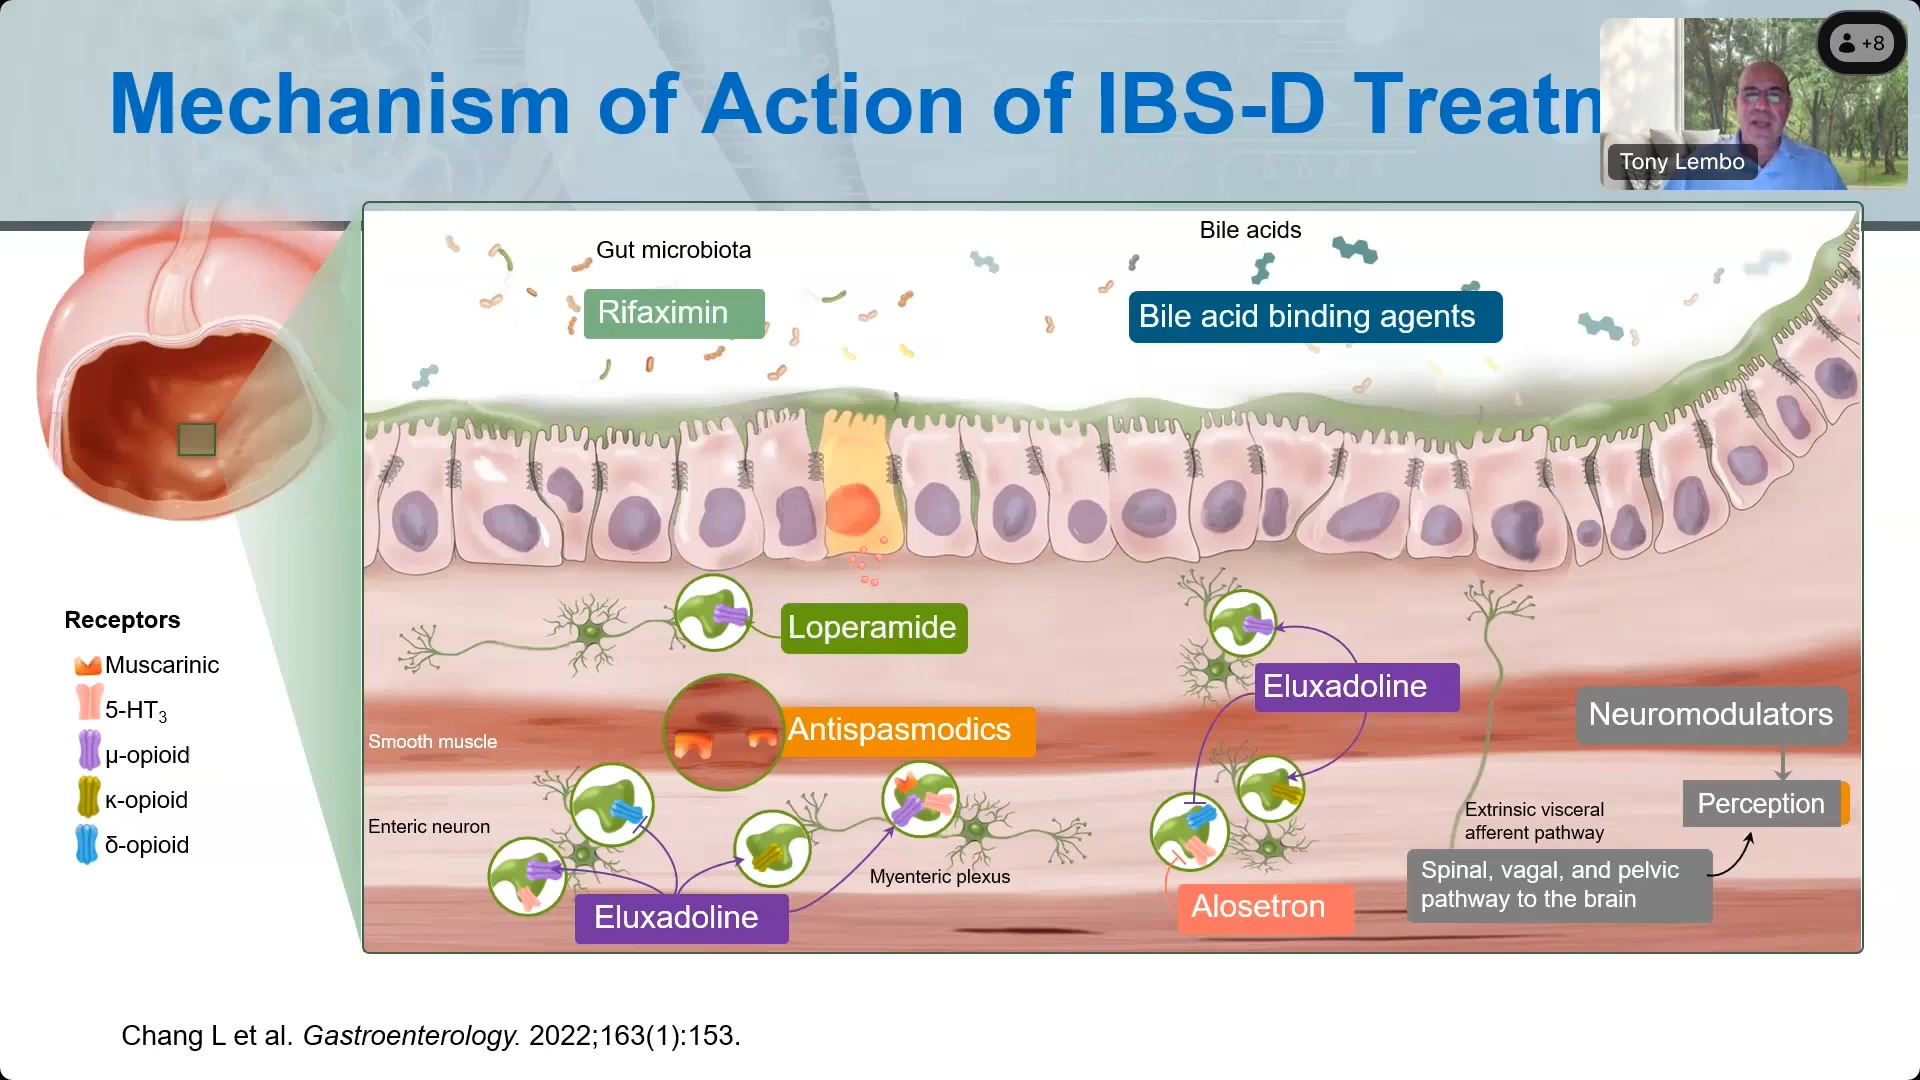 Mechanism of Action of IBS-D Treatn
+8
Tony Lembo
Gut microbiota
Bile acids
Rifaximin
Bile acid binding agents
Receptors
Muscarinic
5-HT₃
μ-opioid
κ-opioid
δ-opioid
Loperamide
Eluxadoline
Antispasmodics
Neuromodulators
Smooth muscle
Perception
Enteric neuron
Extrinsic visceral
afferent pathway
Myenteric plexus
Spinal, vagal, and pelvic
pathway to the brain
Eluxadoline
Alosetron
Chang L et al. Gastroenterology. 2022;163(1):153.